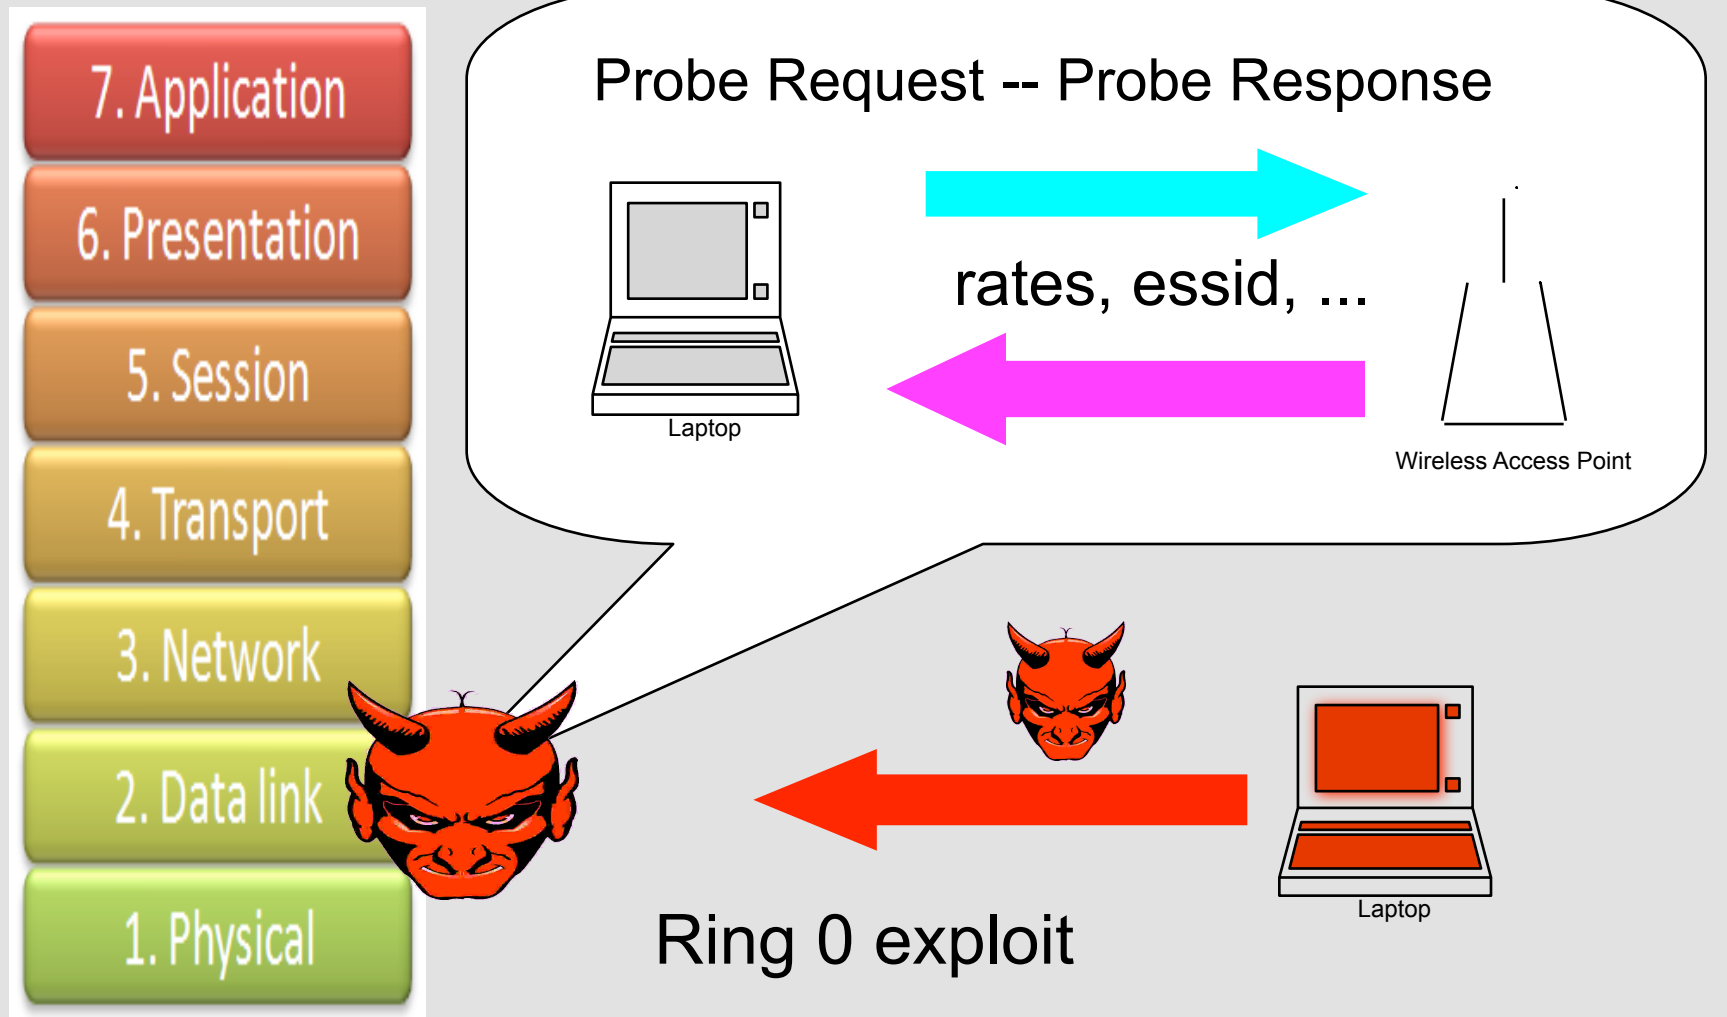 7. Application
6. Presentation
5. Session
4. Transport
3. Network
2. Data link
1. Physical
Probe Request -- Probe Response
rates, essid, ...
Laptop
Wireless Access Point
Laptop
Ring 0 exploit